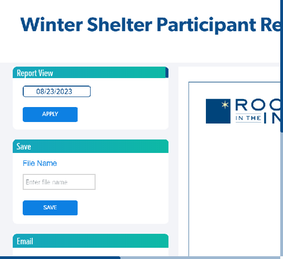 Winter Shelter Participant Re
Report View
08/23/2023
APPLY
Save
File Name
Enter file name
SAVE
Email
ROO
IN THE IN